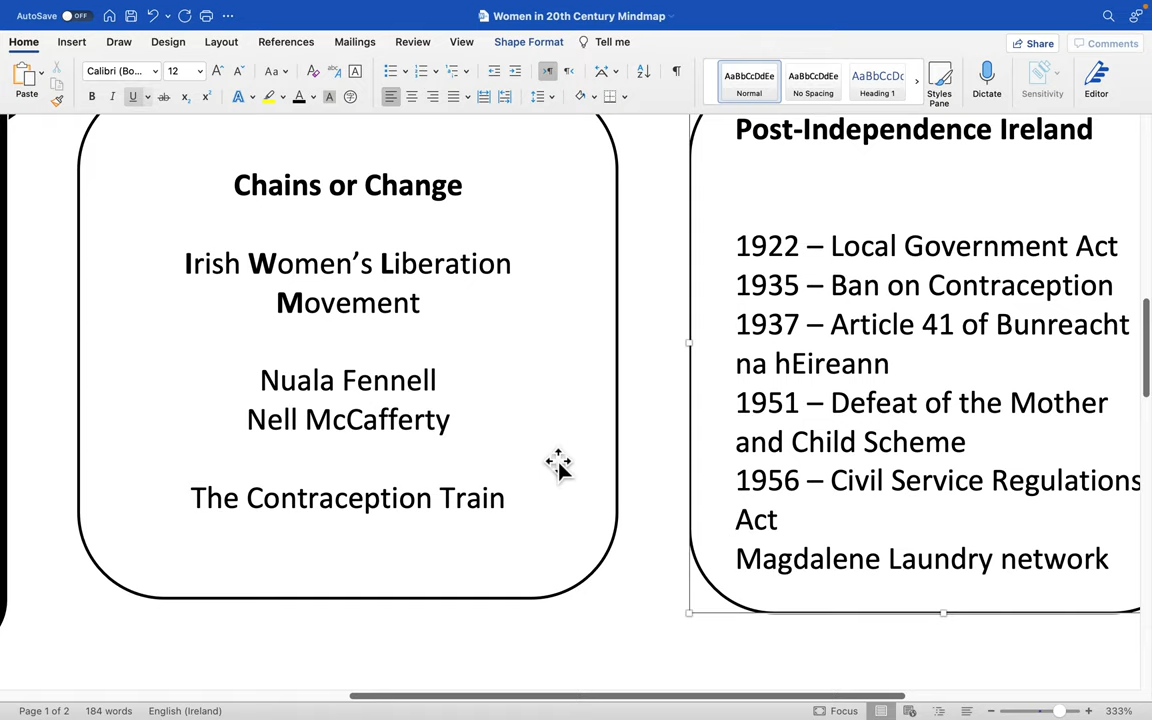 AutoSave OFF
Women in 20th Century Mindmap
Home Insert Draw Design Layout References Mailings Review View Shape Format Tell me
Share Comments
Paste
Calibri (Bo... 12
AaBbCcDdEe AaBbCcDdEe AaBbCcDc
Normal No Spacing Heading 1
Styles
Pane
Dictate
Sensitivity
Editor
Chains or Change
Irish Women’s Liberation
Movement
Nuala Fennell
Nell McCafferty
The Contraception Train
Post-Independence Ireland
1922 – Local Government Act
1935 – Ban on Contraception
1937 – Article 41 of Bunreacht
na hEireann
1951 – Defeat of the Mother
and Child Scheme
1956 – Civil Service Regulations
Act
Magdalene Laundry network
Page 1 of 2 184 words English (Ireland) Focus 333%